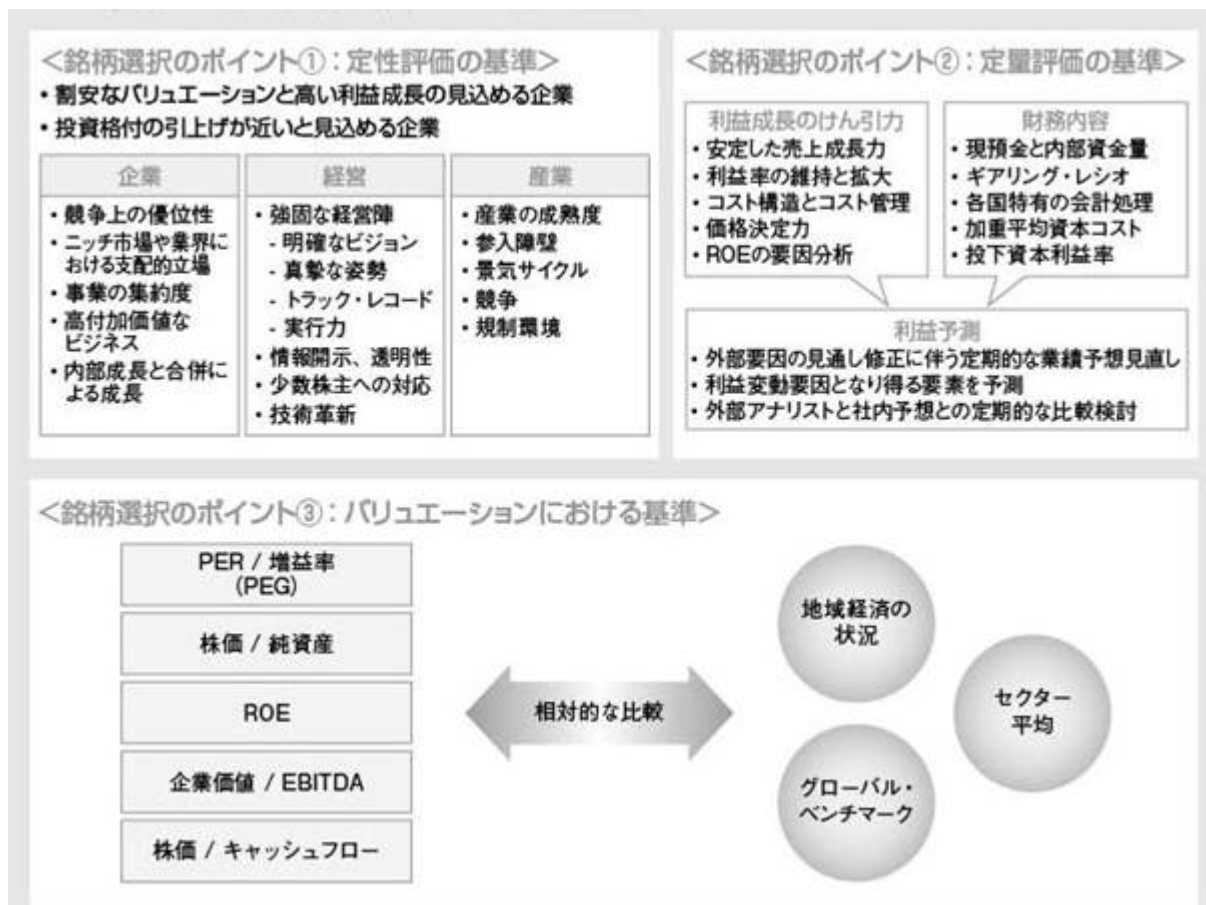 <銘柄選択のポイント①:定性評価の基準>
・割安なバリュエーションと高い利益成長の見込める企業
・投資格付の引上げが近いと見込める企業
企業
・競争上の優位性
・ニッチ市場や業界に
おける支配的立場
・事業の集約度
・高付加価値な
ビジネス
・内部成長と合併に
よる成長
経営
・強固な経営陣
- 明確なビジョン
- 真摯な姿勢
- トラック・レコード
- 実行力
・情報開示、透明性
・少数株主への対応
・技術革新
産業
・産業の成熟度
・参入障壁
・景気サイクル
・競争
・規制環境
<銘柄選択のポイント②:定量評価の基準>
利益成長のけん引力
・安定した売上成長力
・利益率の維持と拡大
・コスト構造とコスト管理
・価格決定力
・ROEの要因分析
財務内容
・現預金と内部資金量
・ギアリング・レシオ
・各国特有の会計処理
・加重平均資本コスト
・投下資本利益率
利益予測
・外部要因の見通し修正に伴う定期的な業績予想見直し
・利益変動要因となり得る要素を予測
・外部アナリストと社内予想との定期的な比較検討
<銘柄選択のポイント③:バリュエーションにおける基準>
PER / 増益率
(PEG)
株価 / 純資産
ROE
企業価値 / EBITDA
株価 / キャッシュフロー
相対的な比較
地域経済の
状況
セクター
平均
グローバル・
ベンチマーク